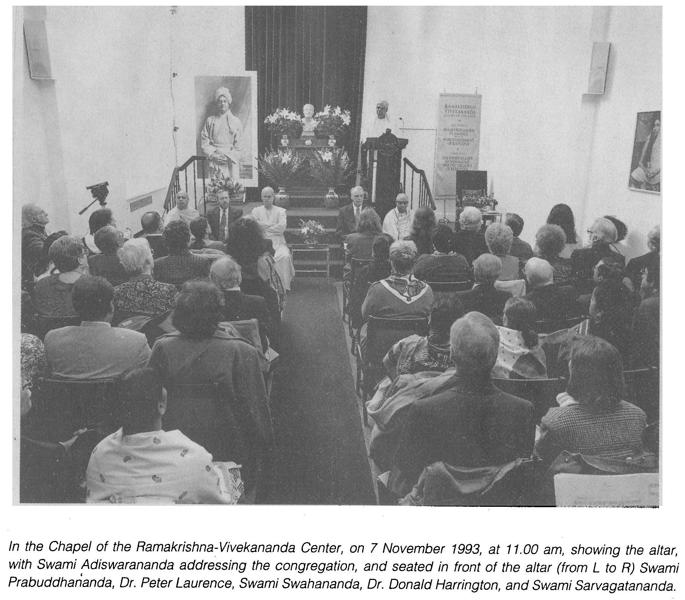 RAMAKRISHNA
VIVEKANANDA
In the Chapel of the Ramakrishna-Vivekananda Center, on 7 November 1993, at 11.00 am, showing the altar,
with Swami Adiswarananda addressing the congregation, and seated in front of the altar (from L to R) Swami
Prabuddhananda, Dr. Peter Laurence, Swami Swahananda, Dr. Donald Harrington, and Swami Sarvagatananda.